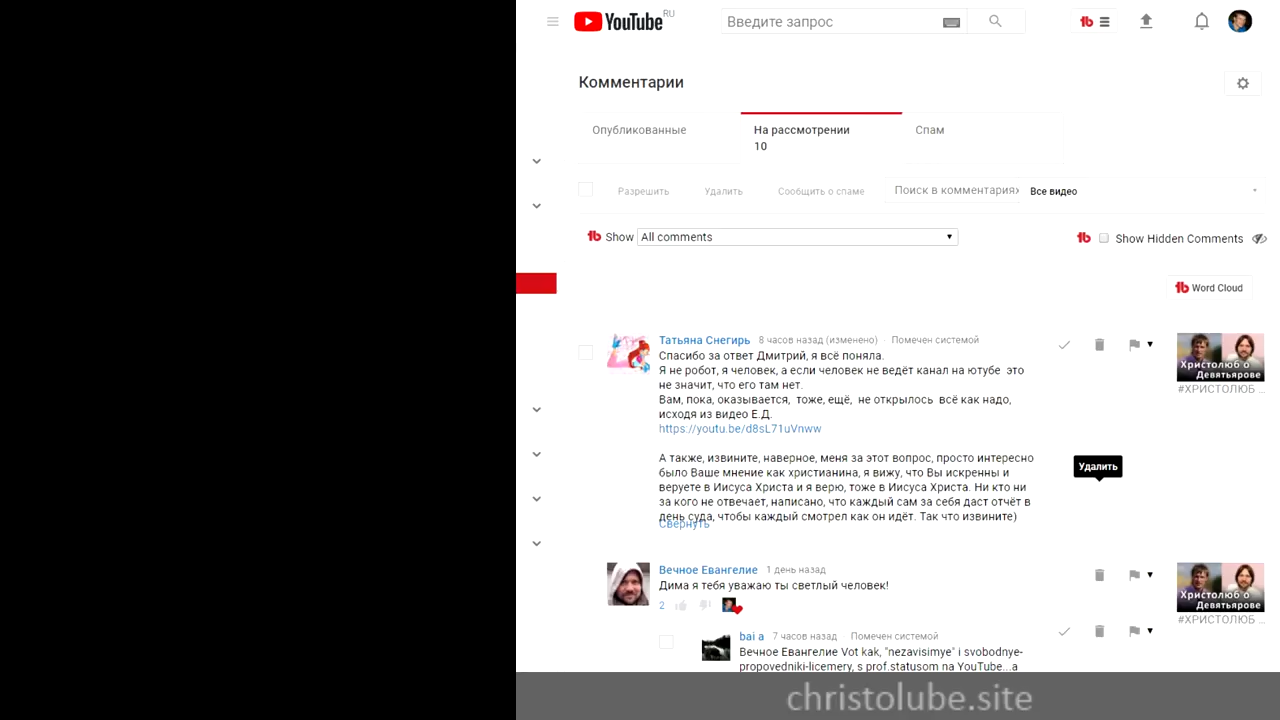 YouTube RU
Введите запрос
Комментарии
Опубликованные
На рассмотрении
10
Спам
Разрешить Удалить Сообщить о спаме Поиск в комментария Все видео
Show All comments
Show Hidden Comments
Word Cloud
Татьяна Снегирь 8 часов назад (изменено) · Помечен системой
Спасибо за ответ Дмитрий, я всё поняла.
Я не робот, я человек, а если человек не ведёт канал на ютубе это
не значит, что его там нет.
Вам, пока, оказывается, тоже, ещё, не открылось всё как надо,
исходя из видео Е.Д.
https://youtu.be/d8sL71uVnww
А также, извините, наверное, меня за этот вопрос, просто интересно
было Ваше мнение как христианина, я вижу, что Вы искренны и
веруете в Иисуса Христа и я верю, тоже в Иисуса Христа. Ни кто ни
за кого не отвечает, написано, что каждый сам за себя даст отчёт в
день суда, чтобы каждый смотрел как он идёт. Так что извините)
Свернуть
Христолюб о
Девятьярове
#ХРИСТОЛЮБ ...
Удалить
Вечное Евангелие 1 день назад
Дима я тебя уважаю ты светлый человек!
2
Христолюб о
Девятьярове
#ХРИСТОЛЮБ ...
bai a 7 часов назад · Помечен системой
Вечное Евангелие Vot kak, "nezavisimye" i svobodnye-
propovedniki-licemery, s prof.statusom na YouTube...a
christolube.site